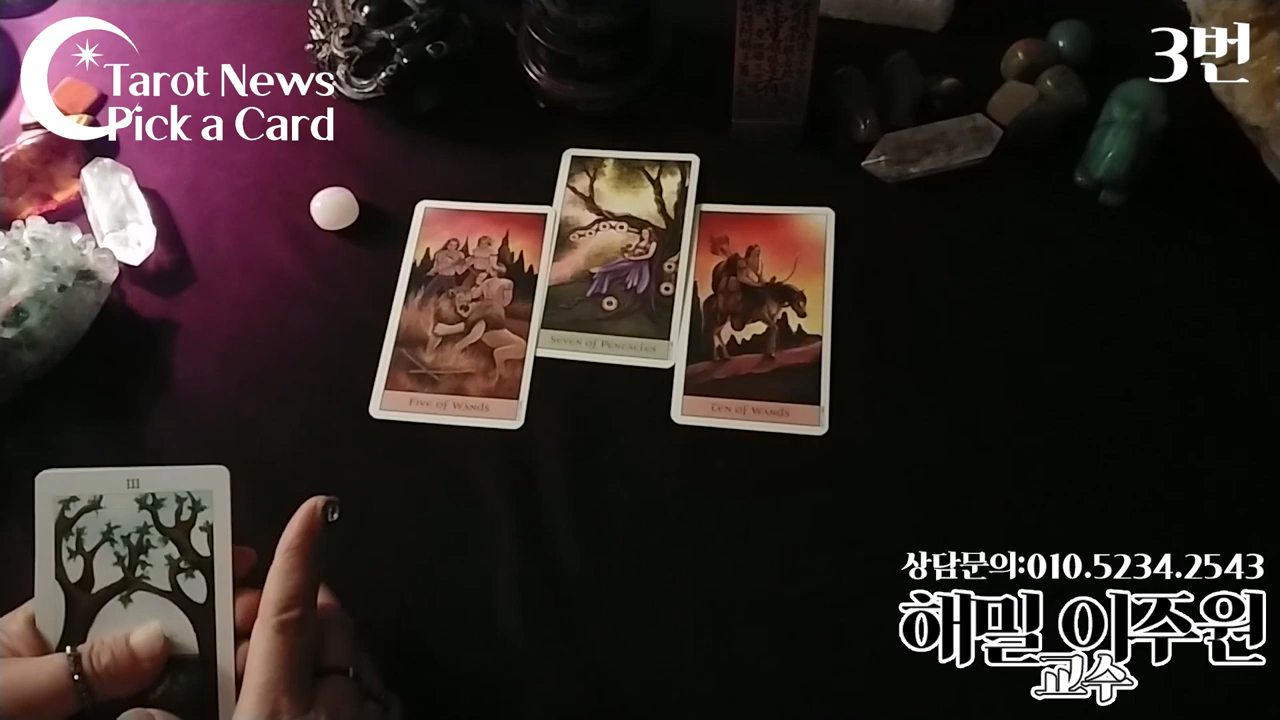 Tarot News
Pick a Card
3번
Seven of Pentacles
Five of Wands
Ten of Wands
III
상담문의:010.5234.2543
해밀 이주원
교수